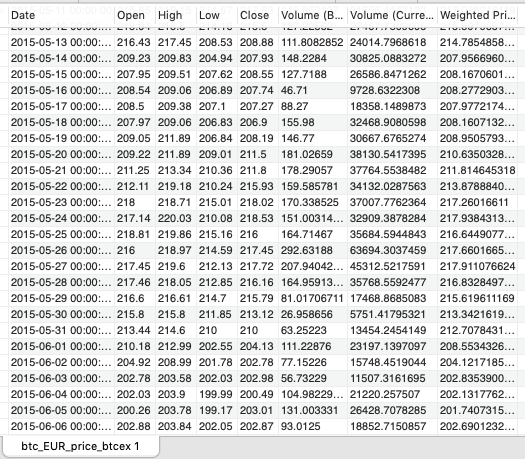 Date Open High Low Close Volume (B... Volume (Curre... Weighted Pri...
2015-05-13 00:00:... 216.43 217.45 208.53 208.88 111.8082852 24014.7968618 214.7854858...
2015-05-14 00:00:... 209.23 209.83 204.94 207.93 148.2284 30825.0883272 207.9566960...
2015-05-15 00:00:... 207.95 209.51 207.62 208.55 127.7188 26586.8471262 208.1670601...
2015-05-16 00:00:... 208.54 209.06 206.89 207.74 46.71 9728.6322308 208.2772903...
2015-05-17 00:00:... 208.5 209.38 207.1 207.27 88.27 18358.1489873 207.9772174...
2015-05-18 00:00:... 207.97 209.06 206.83 206.9 155.98 32468.9080598 208.1607132...
2015-05-19 00:00:... 209.05 211.89 206.84 208.19 146.77 30667.6765274 208.9505793...
2015-05-20 00:00:... 209.22 211.89 209.01 211.5 181.02659 38130.5417395 210.6350328...
2015-05-21 00:00:... 211.25 213.34 210.36 211.8 178.29057 37764.5538482 211.814645318
2015-05-22 00:00:... 212.11 219.18 210.24 215.93 159.585781 34132.0287563 213.8788840...
2015-05-23 00:00:... 218 218.71 215.01 218.02 170.338525 37007.7762364 217.26016611
2015-05-24 00:00:... 217.14 220.03 210.08 218.53 151.00314... 32909.3878284 217.9384313...
2015-05-25 00:00:... 218.81 219.86 215.16 216 164.71467 35684.5944843 216.6449077...
2015-05-26 00:00:... 216 218.97 214.59 217.45 292.63188 63694.3037459 217.6601665...
2015-05-27 00:00:... 217.45 219.6 212.13 217.72 207.94042... 45312.5217591 217.911076624
2015-05-28 00:00:... 217.46 218.05 212.85 216.16 164.95913... 35768.5592477 216.8328497...
2015-05-29 00:00:... 216.6 216.61 214.7 215.79 81.01706711 17468.8685083 215.619611169
2015-05-30 00:00:... 215.8 215.8 211.85 213.12 26.958656 5751.41795321 213.3421619...
2015-05-31 00:00:... 213.44 214.6 210 210 63.25223 13454.2454149 212.7078431...
2015-06-01 00:00:... 210.18 212.99 202.55 204.13 111.22876 23197.1397097 208.5534326...
2015-06-02 00:00:... 204.92 208.99 201.78 202.78 77.15226 15748.4519044 204.1217185...
2015-06-03 00:00:... 202.78 203.58 202.03 202.98 56.73229 11507.3161695 202.8353900...
2015-06-04 00:00:... 202.03 203.9 199.99 200.49 104.98229... 21220.257507 202.1317762...
2015-06-05 00:00:... 200.26 203.78 199.17 203.01 131.003331 26428.7078285 201.7407315...
2015-06-06 00:00:... 202.88 203.84 202.05 202.87 93.0125 18852.7150857 202.6901232...
btc_EUR_price_btcex 1